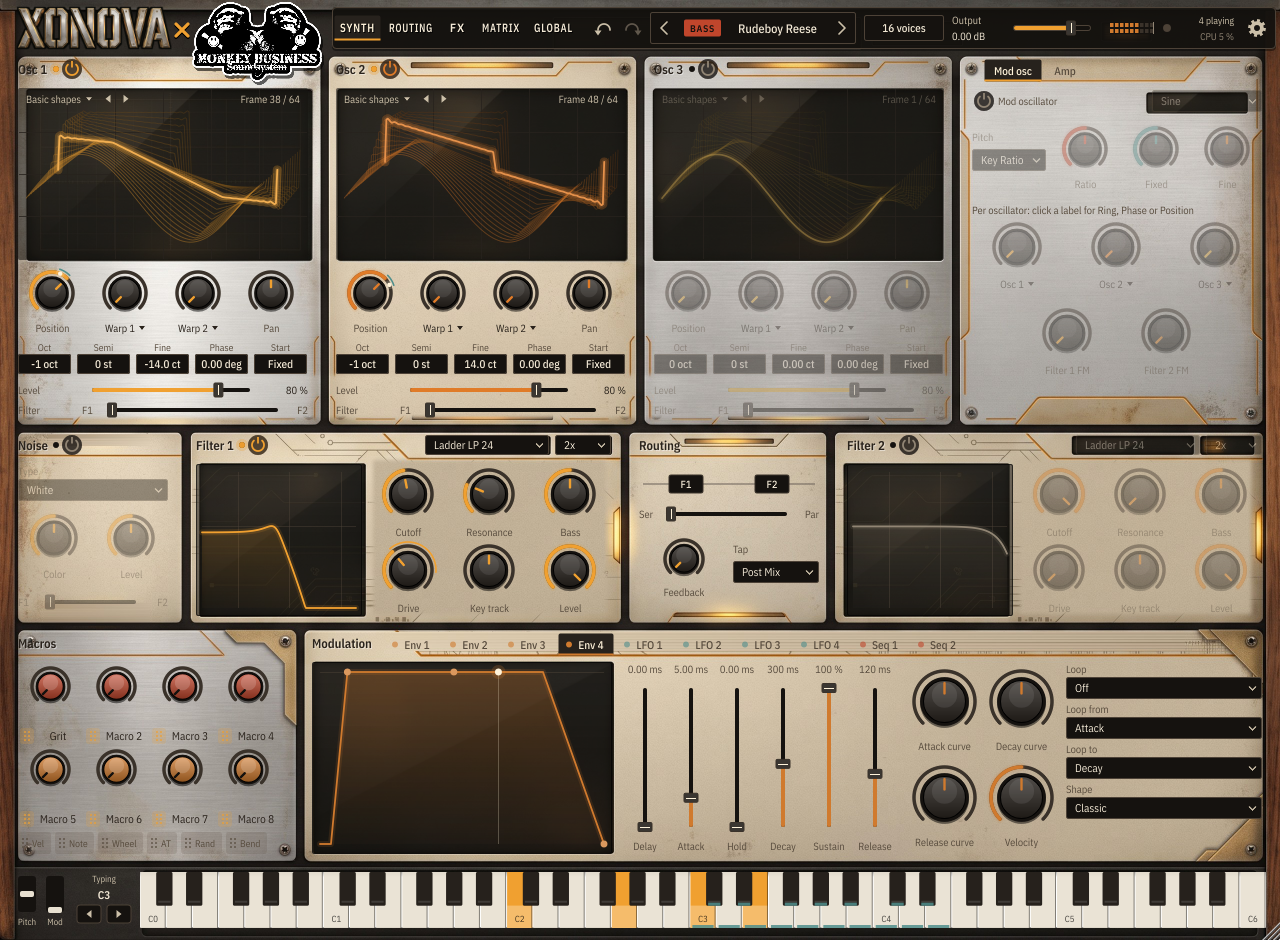 XONOVA
MONKEY BUSINESS
Soundsystem
SYNTH ROUTING FX MATRIX GLOBAL
BASS Rudeboy Reese
16 voices
Output
0.00 dB
4 playing
CPU 5 %
Osc 1
Basic shapes Frame 38 / 64
Position Warp 1 Warp 2 Pan
Oct Semi Fine Phase Start
-1 oct 0 st -14.0 ct 0.00 deg Fixed
Level 80 %
Filter F1 F2
Osc 2
Basic shapes Frame 48 / 64
Position Warp 1 Warp 2 Pan
Oct Semi Fine Phase Start
-1 oct 0 st 14.0 ct 0.00 deg Fixed
Level 80 %
Filter F1 F2
Osc 3
Basic shapes Frame 1 / 64
Position Warp 1 Warp 2 Pan
Oct Semi Fine Phase Start
0 oct 0 st 0.00 ct 0.00 deg Fixed
Level 80 %
Filter F1 F2
Mod osc Amp
Mod oscillator Sine
Pitch
Key Ratio
Ratio Fixed Fine
Per oscillator: click a label for Ring, Phase or Position
Osc 1 Osc 2 Osc 3
Filter 1 FM Filter 2 FM
Noise
Type
White
Color Level
F1 F2
Filter 1 Ladder LP 24 2x
Cutoff Resonance Bass
Drive Key track Level
Routing
F1 F2
Ser Par
Tap
Post Mix
Feedback
Filter 2 Ladder LP 24 2x
Cutoff Resonance Bass
Drive Key track Level
Macros
Grit Macro 2 Macro 3 Macro 4
Macro 5 Macro 6 Macro 7 Macro 8
Vel Note Wheel AT Rand Bend
Modulation Env 1 Env 2 Env 3 Env 4 LFO 1 LFO 2 LFO 3 LFO 4 Seq 1 Seq 2
0.00 ms 5.00 ms 0.00 ms 300 ms 100 % 120 ms
Delay Attack Hold Decay Sustain Release
Attack curve Decay curve
Release curve Velocity
Loop
Off
Loop from
Attack
Loop to
Decay
Shape
Classic
Pitch Mod
Typing
C3
C0 C1 C2 C3 C4 C5 C6